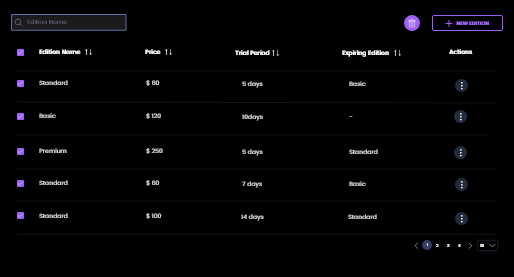 Edition Name
NEW EDITION
Edition Name Price Trial Period Expiring Edition Actions
Standard $ 60 5 days Basic
Basic $ 120 10days -
Premium $ 250 5 days Standard
Standard $ 60 7 days Basic
Standard $ 100 14 days Standard
1 2 3 4 10